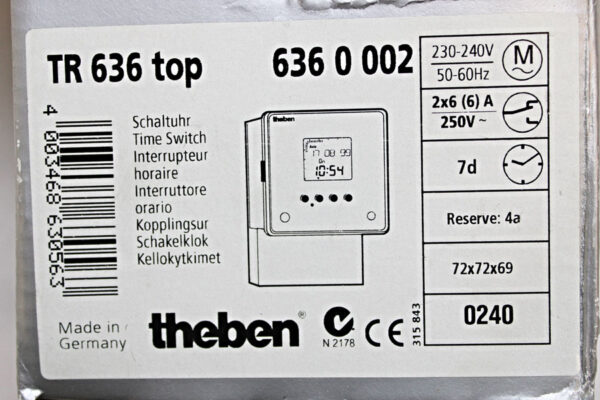 TR 636 top
636 0 002
230-240V
50-60Hz
M
2x6 (6) A
250V ~
7d
Reserve: 4a
72x72x69
0240
Schaltuhr
Time Switch
Interrupteur
horaire
Interruttore
orario
Kopplingsur
Schakelklok
Kellokytkimet
theben
17 08 99
10:54
4 003468 630563
Made in
Germany
theben®
N 2178
CE
315 843